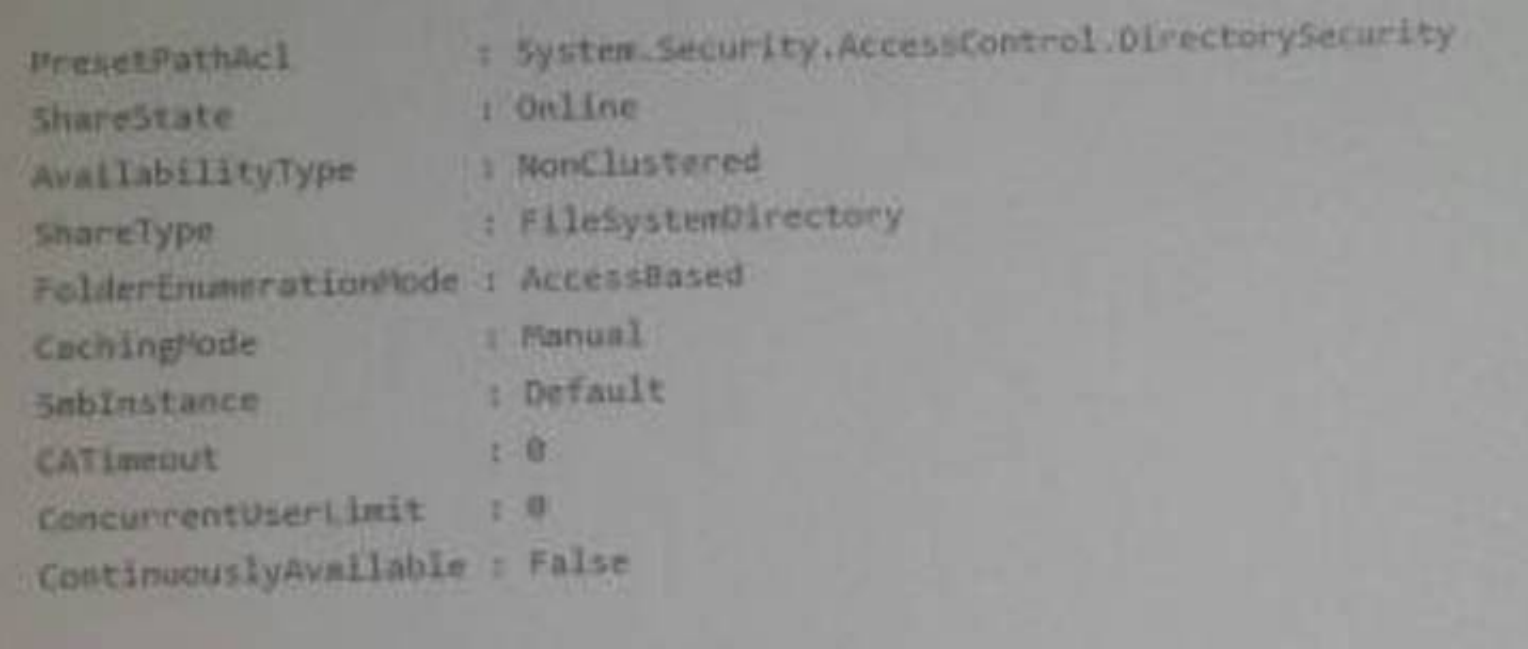 PresetPathAcl : System.Security.AccessControl.DirectorySecurity
ShareState : Online
AvailabilityType : NonClustered
ShareType : FileSystemDirectory
FolderEnumerationMode : AccessBased
CachingMode : Manual
SmbInstance : Default
CATimeout : 0
ConcurrentUserLimit : 0
ContinuouslyAvailable : False